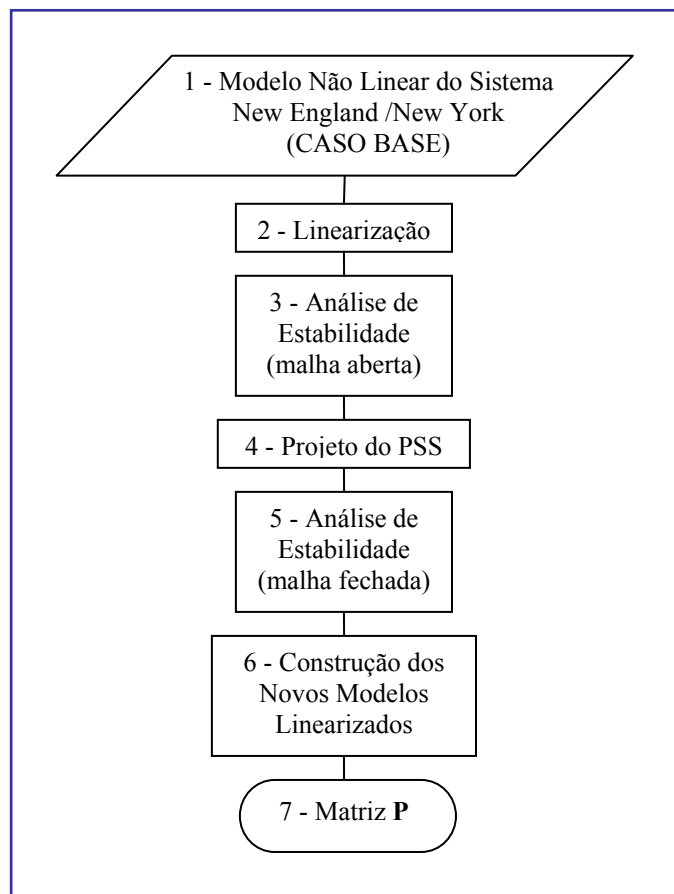 1 - Modelo Não Linear do Sistema
New England /New York
(CASO BASE)
2 - Linearização
3 - Análise de
Estabilidade
(malha aberta)
4 - Projeto do PSS
5 - Análise de
Estabilidade
(malha fechada)
6 - Construção dos
Novos Modelos
Linearizados
7 - Matriz P